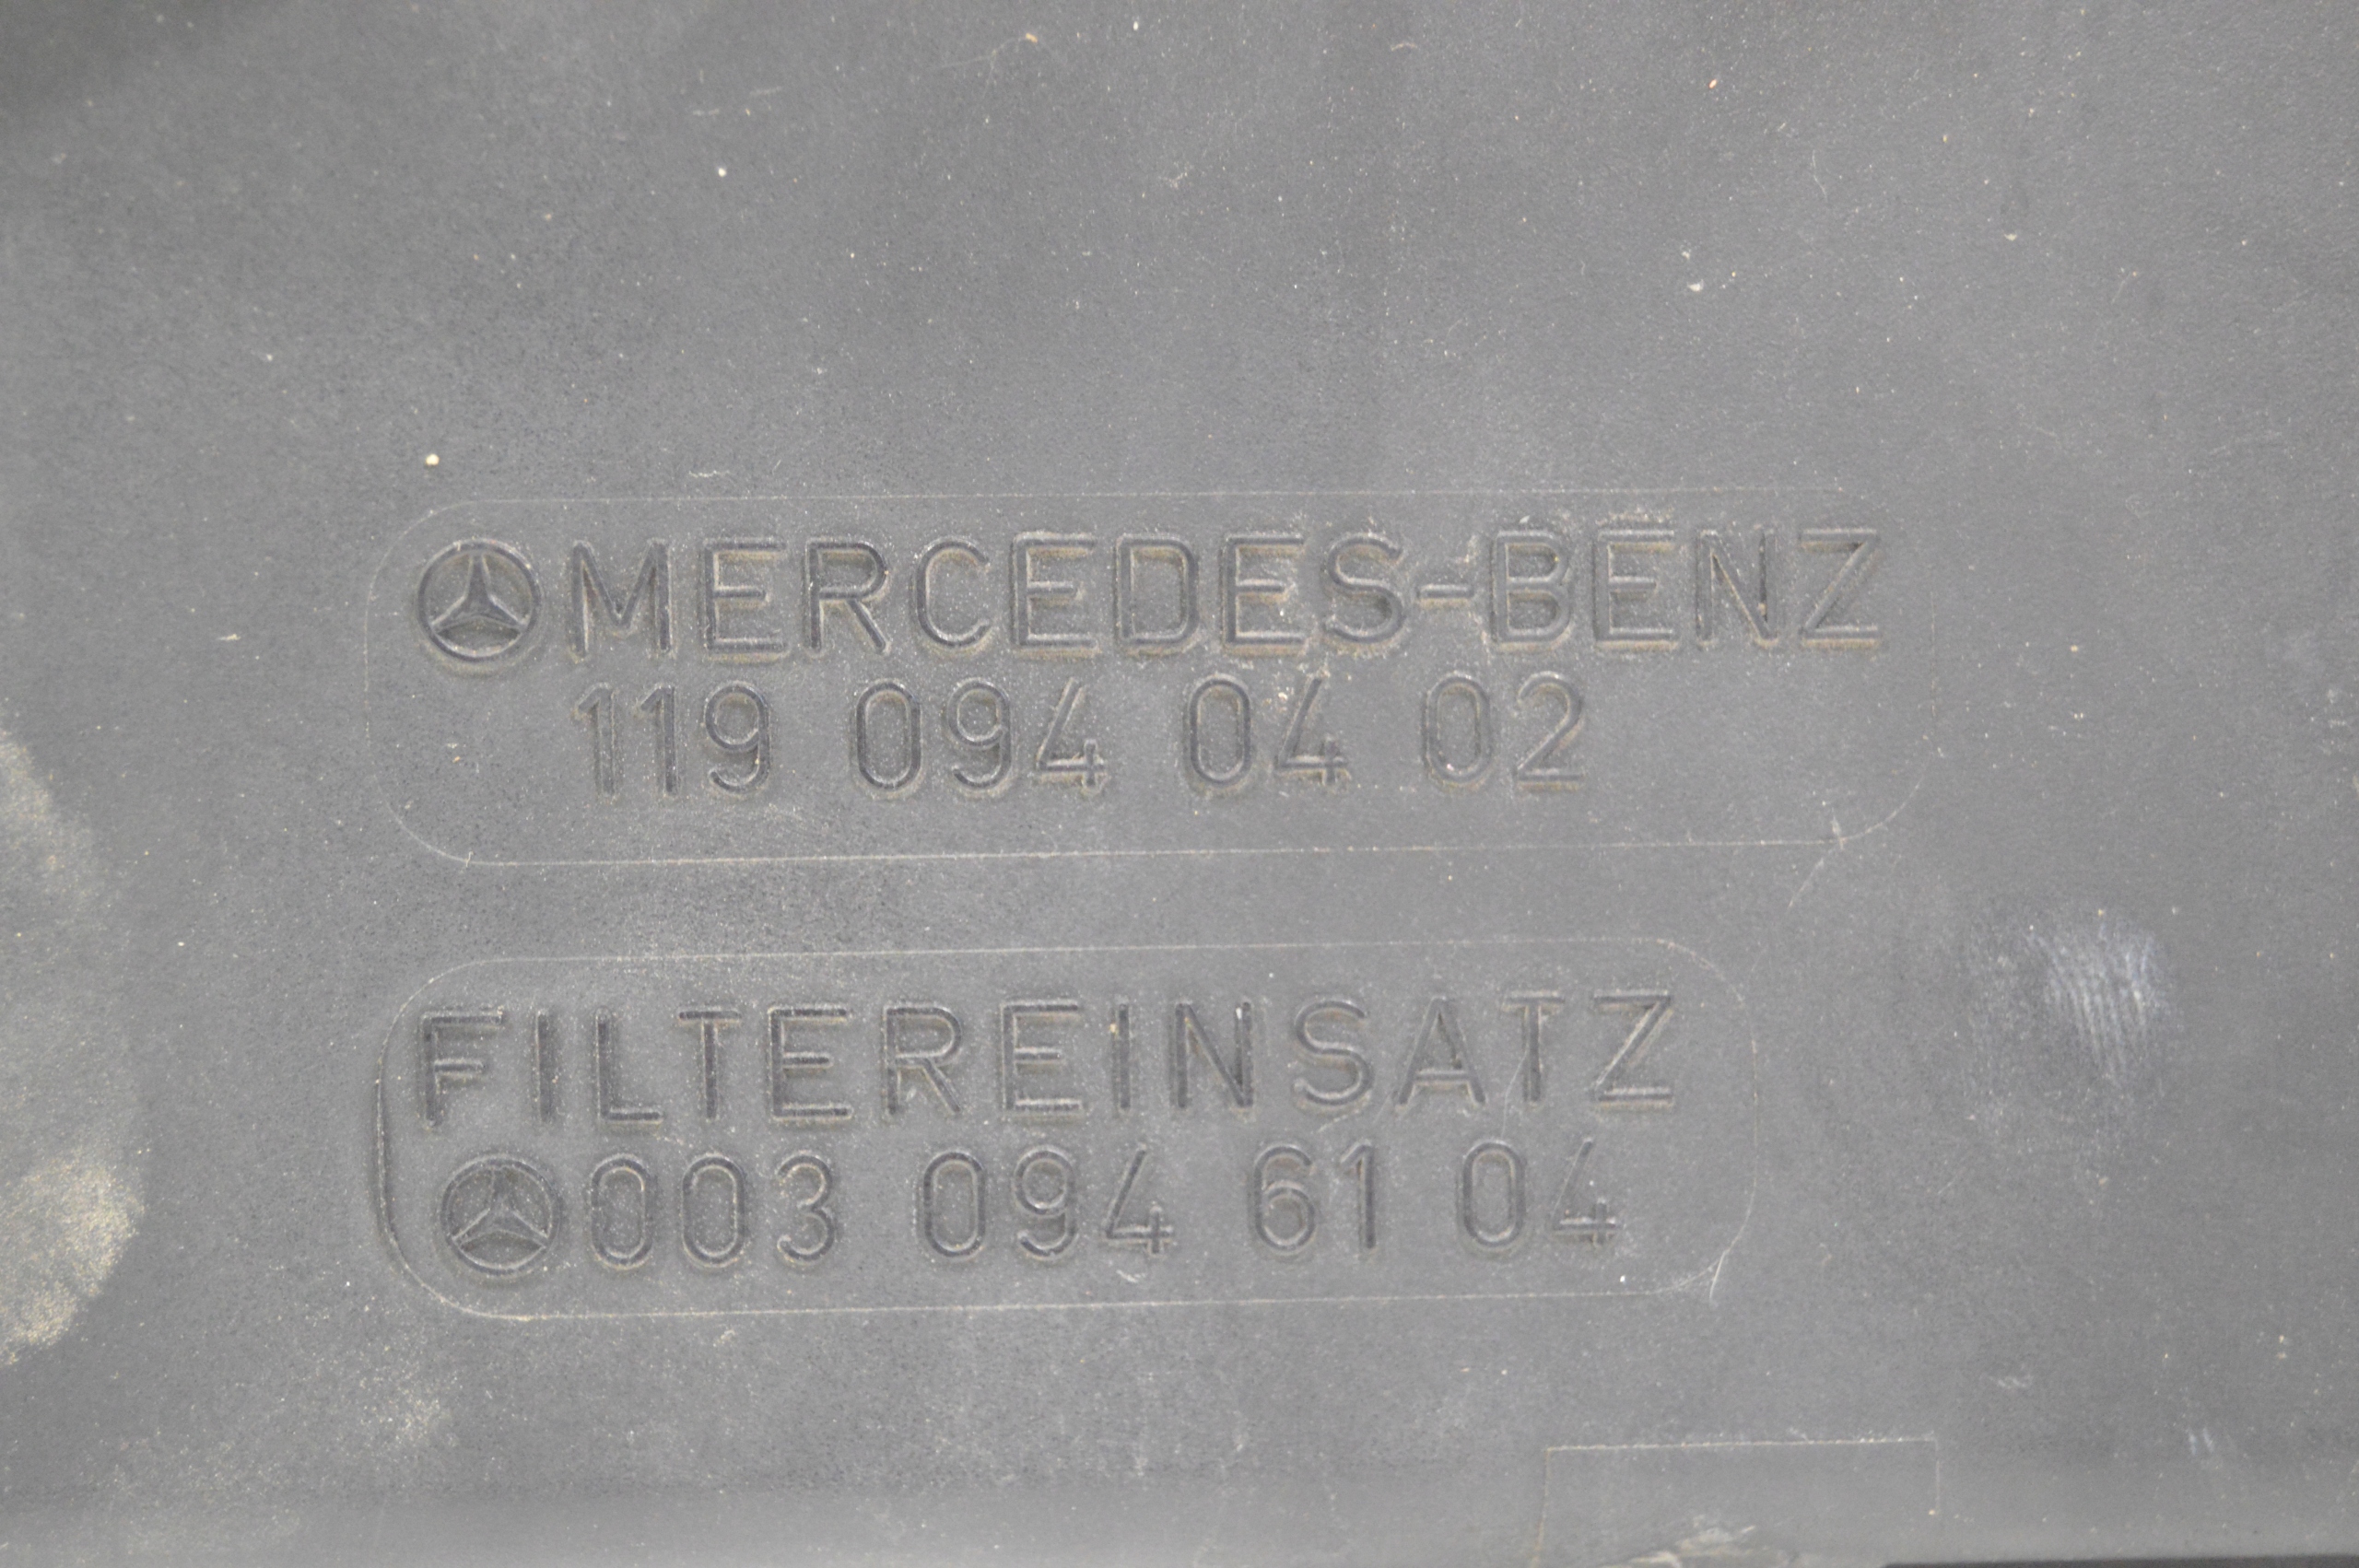 MERCEDES-BENZ
119 094 04 02
FILTEREINSATZ
003 094 61 04